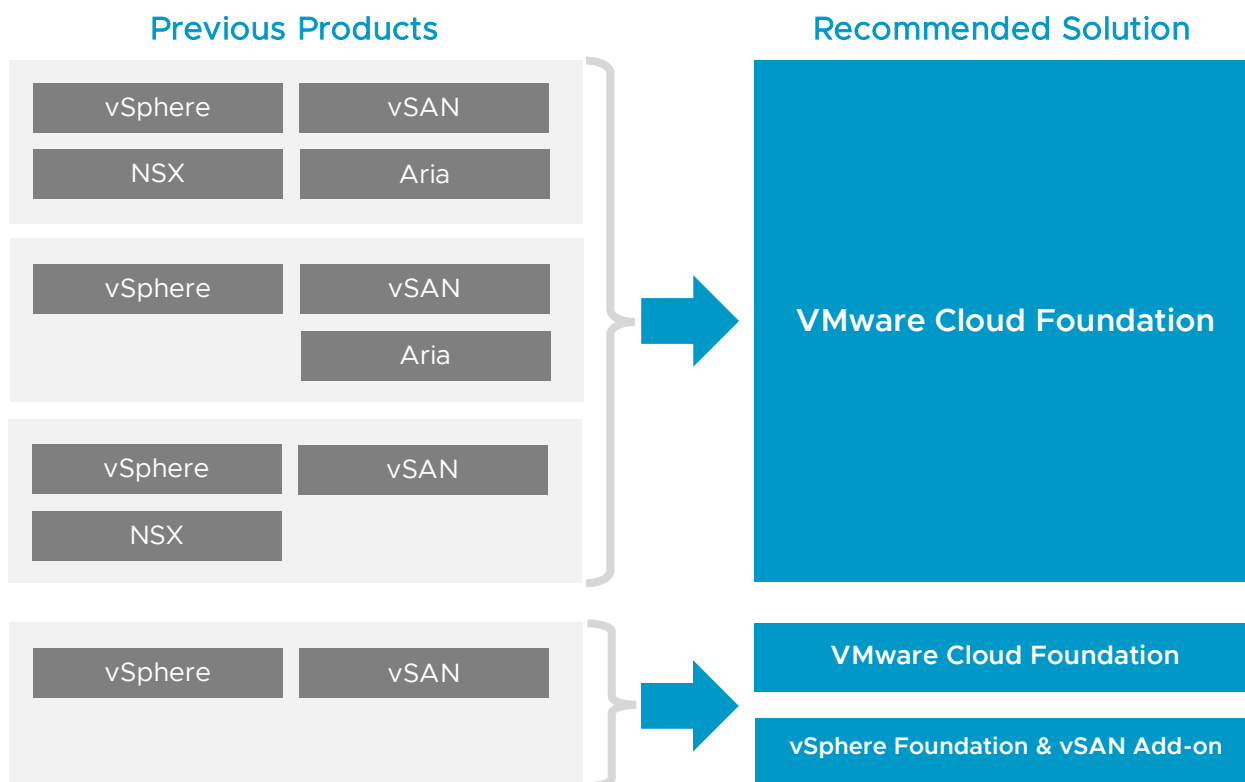 Previous Products
Recommended Solution
vSphere
vSAN
NSX
Aria
vSphere
vSAN
Aria
vSphere
vSAN
NSX
VMware Cloud Foundation
vSphere
vSAN
VMware Cloud Foundation
vSphere Foundation & vSAN Add-on